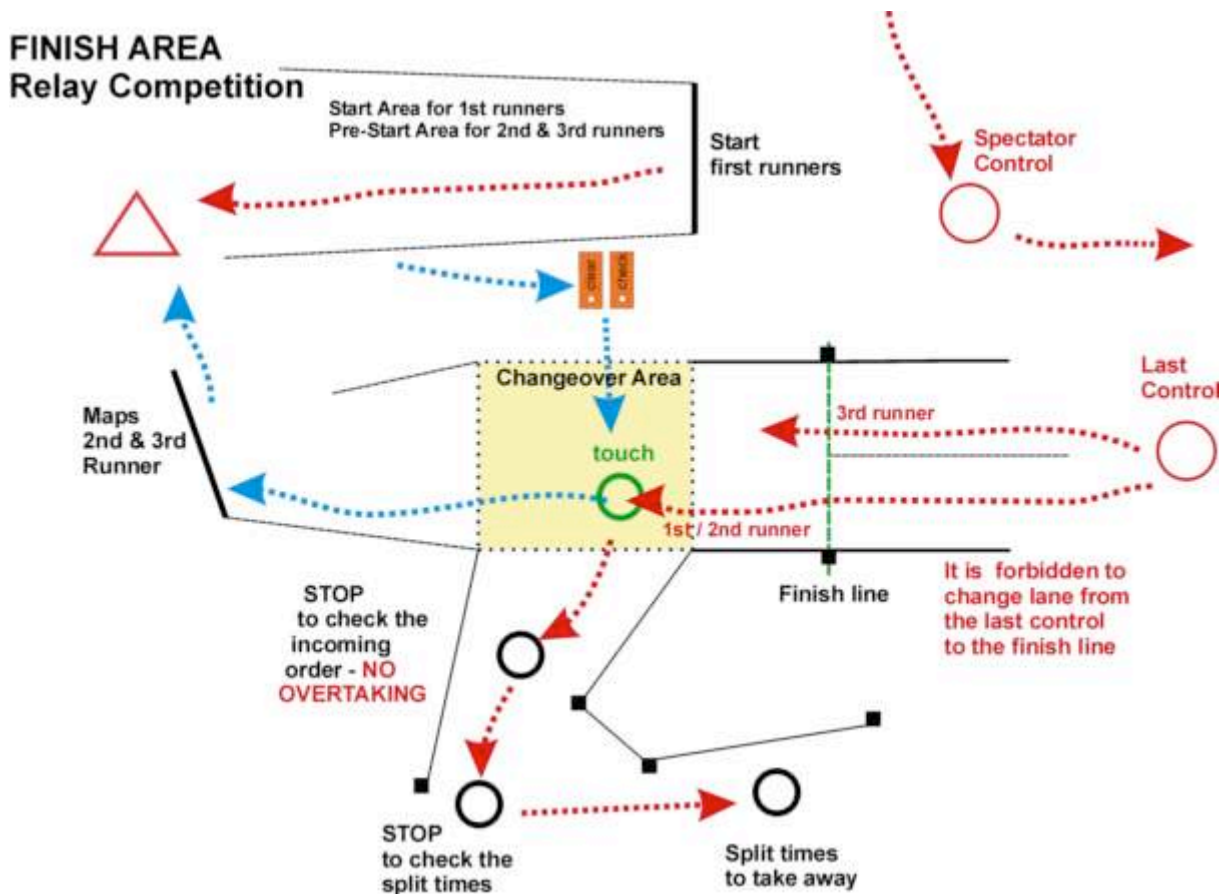 FINISH AREA
Relay Competition
Start Area for 1st runners
Pre-Start Area for 2nd & 3rd runners
Start
first runners
Spectator
Control
clear
check
Changeover Area
Last
Control
3rd runner
Maps
2nd & 3rd
Runner
touch
1st / 2nd runner
STOP
to check the
incoming
order - NO
OVERTAKING
Finish line
It is forbidden to
change lane from
the last control
to the finish line
STOP
to check the
split times
Split times
to take away